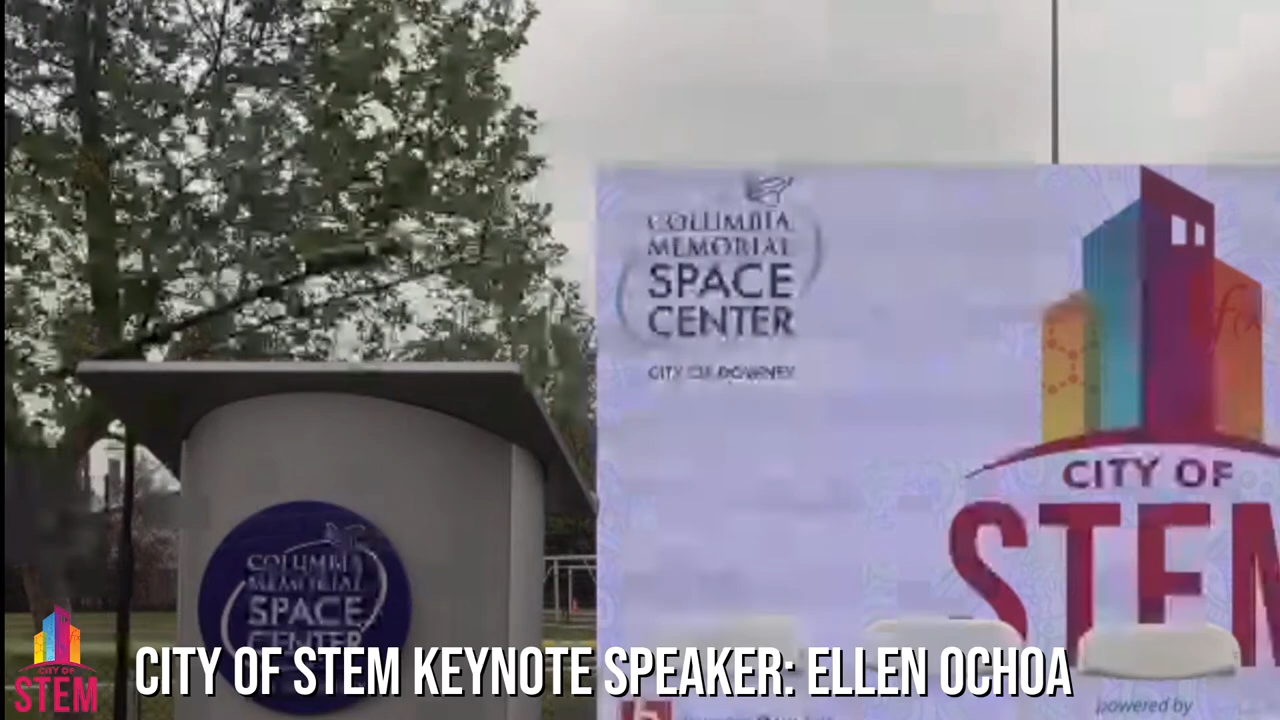 COLUMBIA
MEMORIAL
SPACE
CENTER
CITY OF DOWNEY
f(x)
CITY OF
STEM
powered by
COLUMBIA
MEMORIAL
SPACE
CENTER
CITY OF
STEM
CITY OF STEM KEYNOTE SPEAKER: ELLEN OCHOA